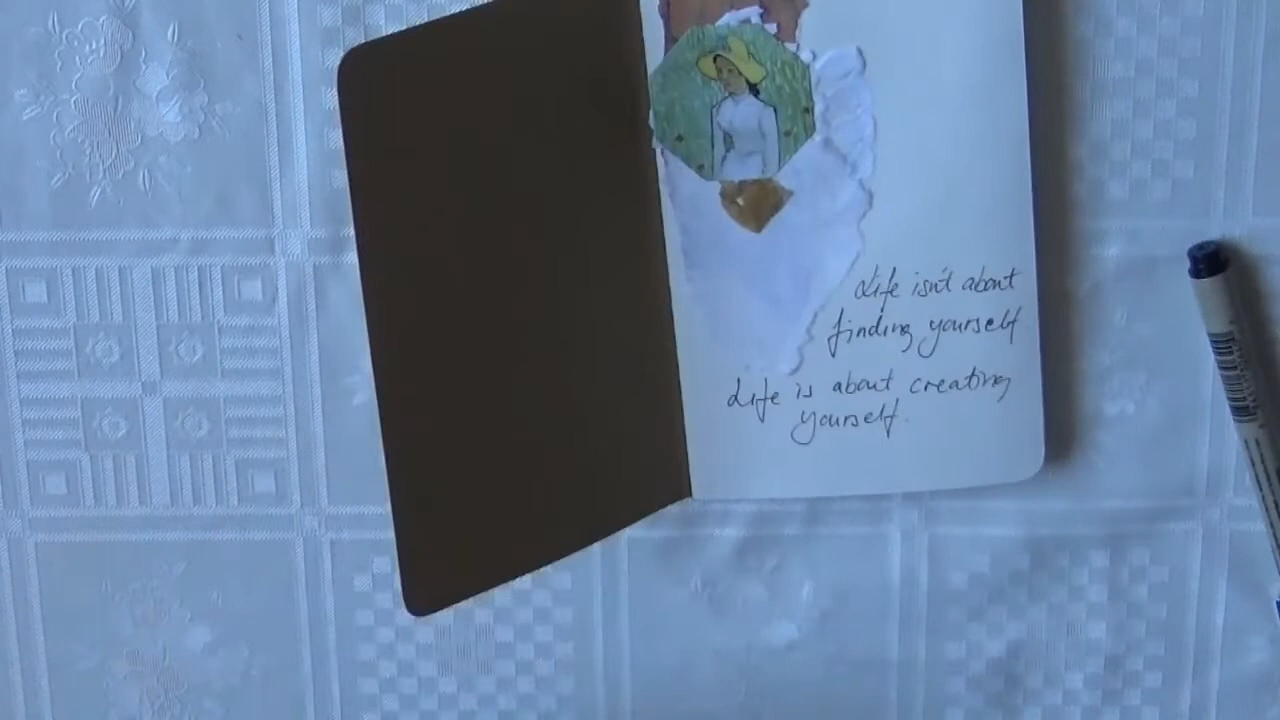 Life isn't about
finding yourself
Life is about creating
yourself.